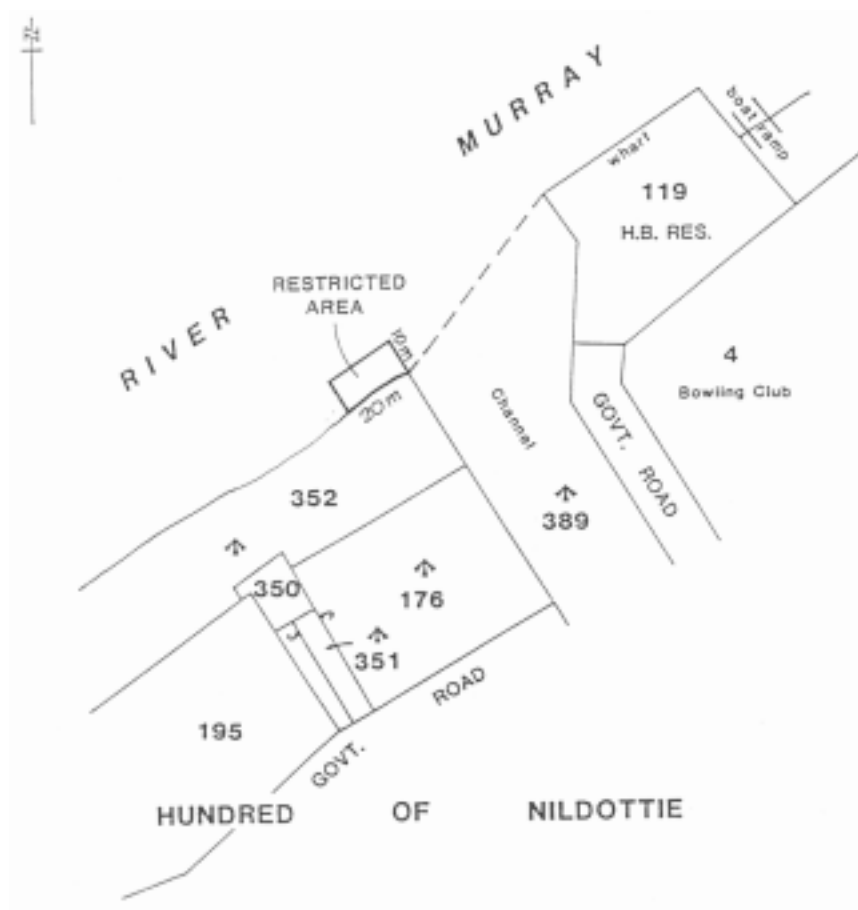 N
RIVER MURRAY
boat ramp
wharf
119
H.B. RES.
RESTRICTED
AREA
10m
20m
4
Bowling Club
Channel
GOVT. ROAD
352
389
350
176
351
195
GOVT. ROAD
HUNDRED OF NILDOTTIE